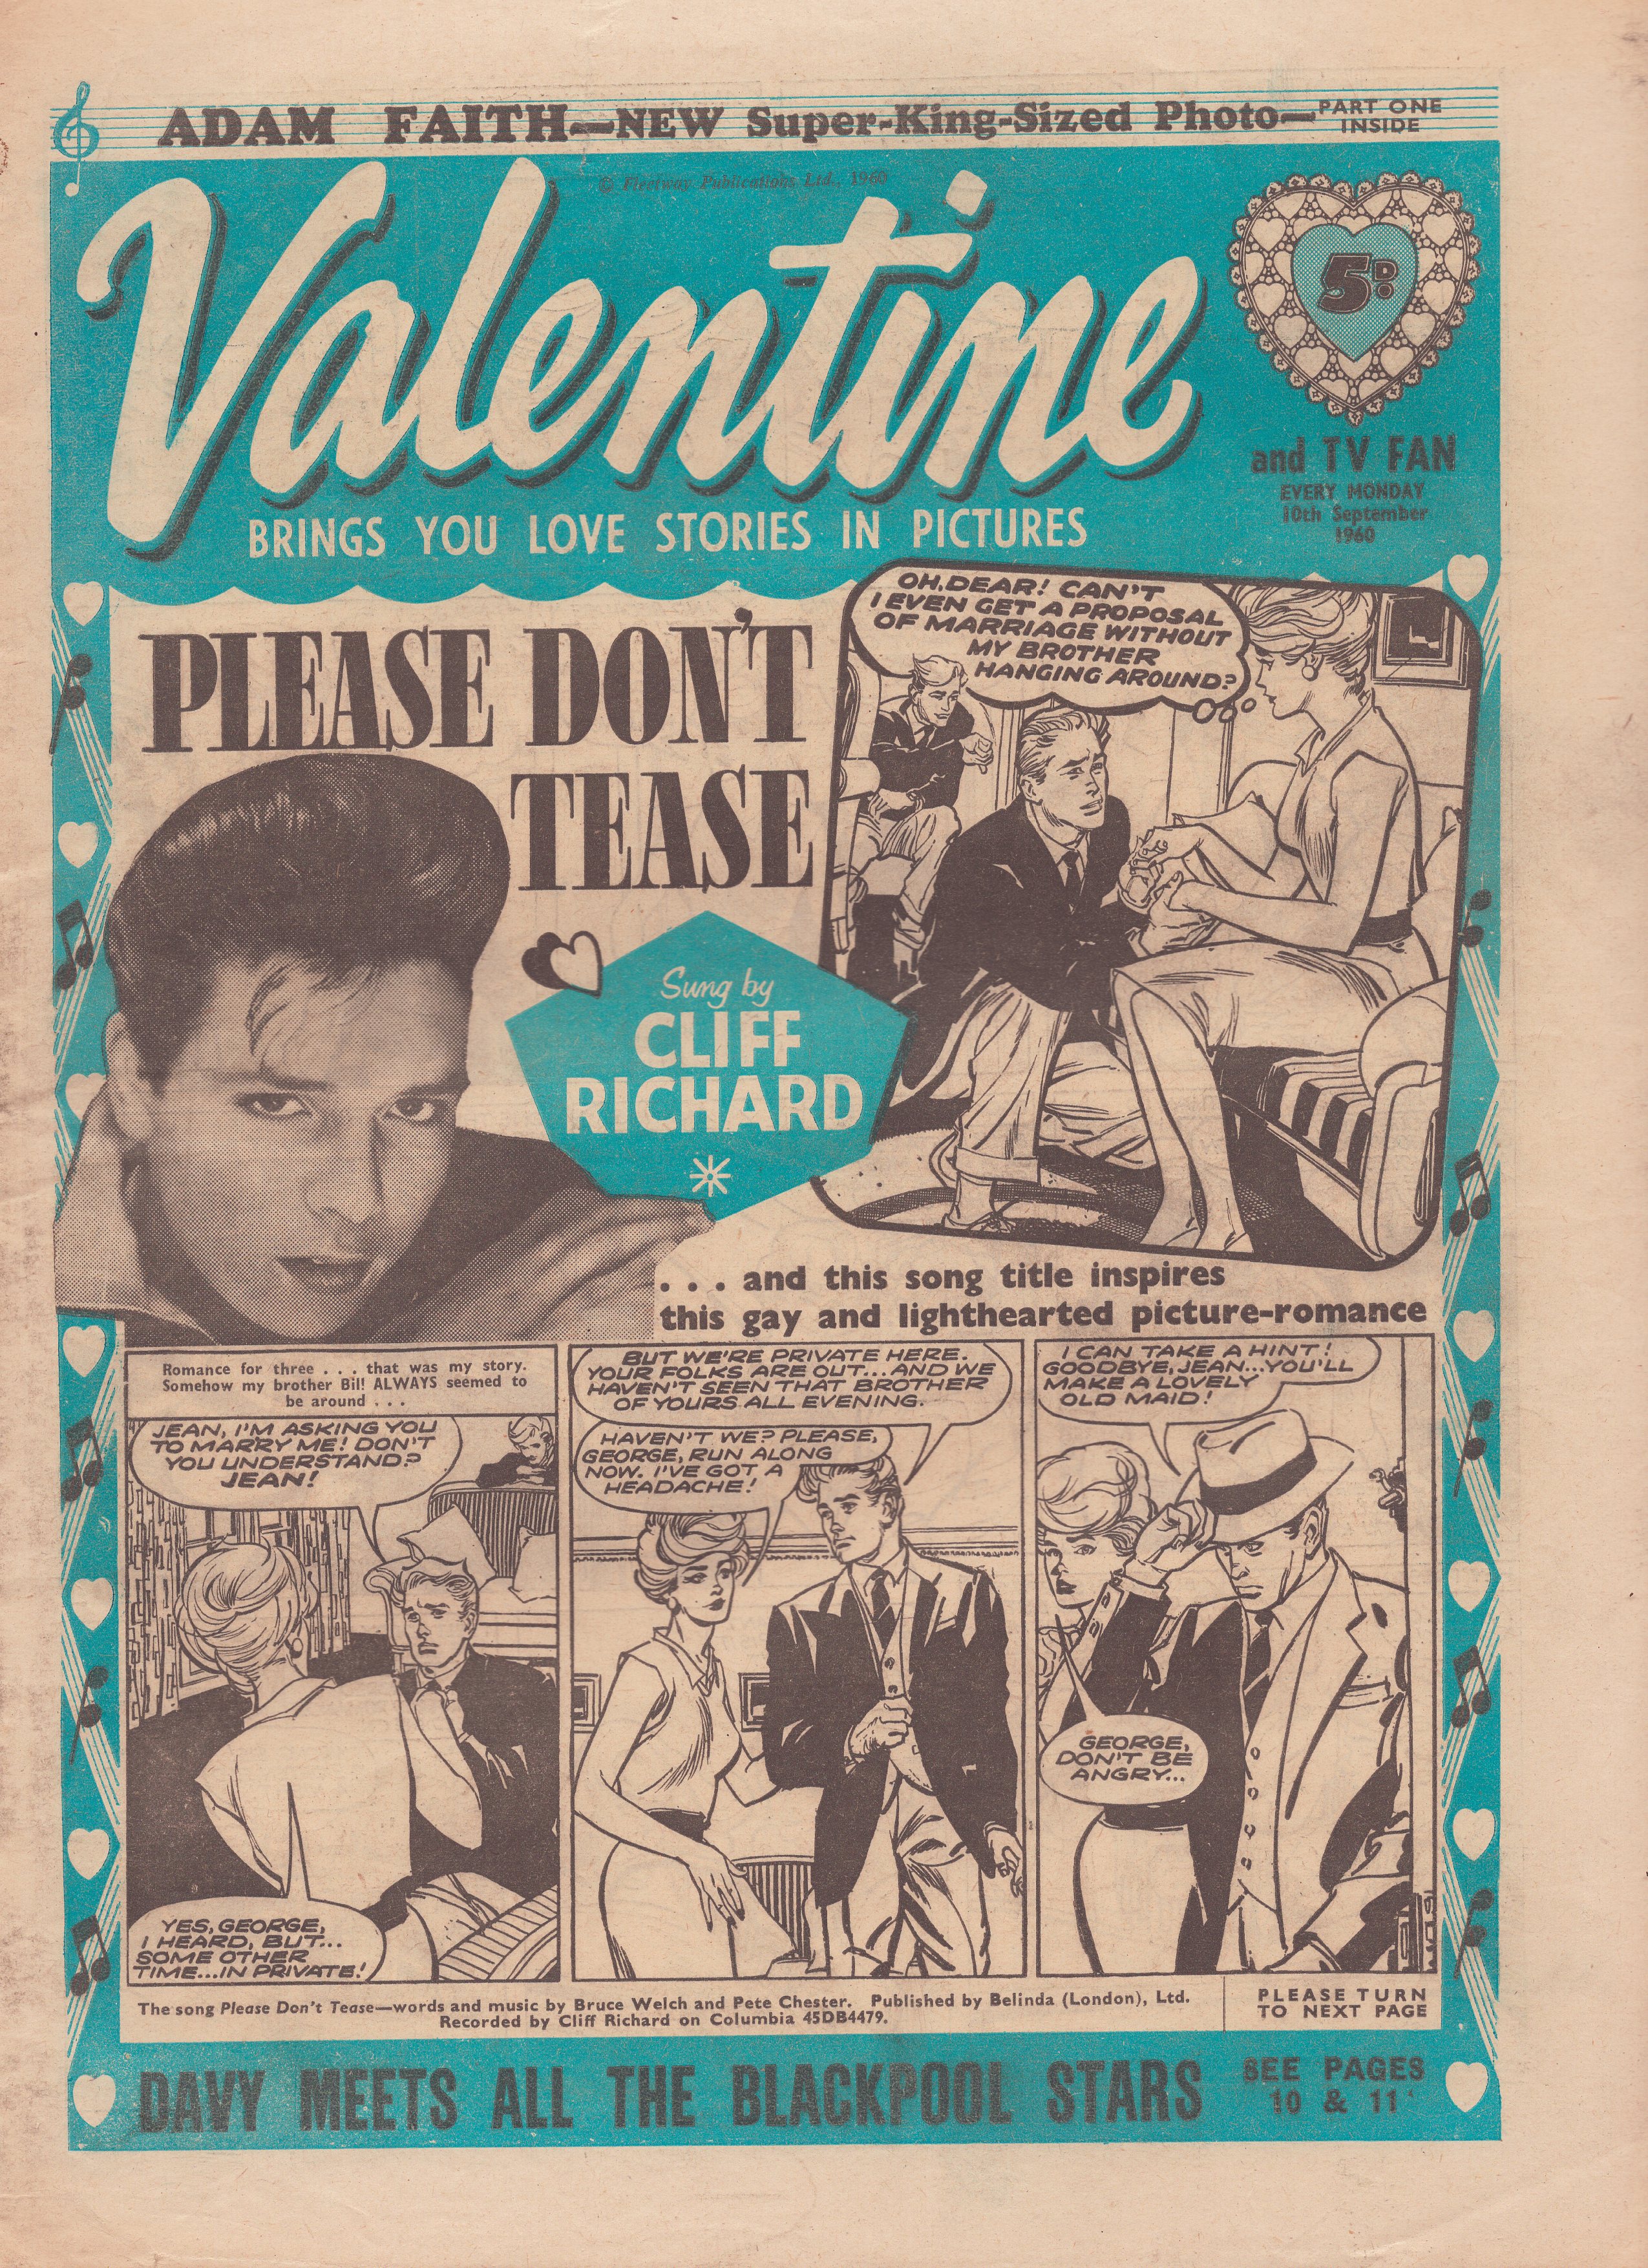 ADAM FAITH—NEW Super-King-Sized Photo—PART ONE INSIDE
© Fleetway Publications Ltd., 1960
Valentine
5D
and TV FAN
EVERY MONDAY
10th September
1960
BRINGS YOU LOVE STORIES IN PICTURES
PLEASE DON'T
TEASE
Sung by
CLIFF
RICHARD
OH, DEAR! CAN'T
I EVEN GET A PROPOSAL
OF MARRIAGE WITHOUT
MY BROTHER
HANGING AROUND?
. . . and this song title inspires
this gay and lighthearted picture-romance
Romance for three . . . that was my story.
Somehow my brother Bill ALWAYS seemed to
be around . . .
JEAN, I'M ASKING YOU
TO MARRY ME! DON'T
YOU UNDERSTAND?
JEAN!
YES, GEORGE,
I HEARD, BUT...
SOME OTHER
TIME...IN PRIVATE!
BUT WE'RE PRIVATE HERE.
YOUR FOLKS ARE OUT...AND WE
HAVEN'T SEEN THAT BROTHER
OF YOURS ALL EVENING.
HAVEN'T WE? PLEASE,
GEORGE, RUN ALONG
NOW. I'VE GOT A
HEADACHE!
I CAN TAKE A HINT!
GOODBYE, JEAN...YOU'LL
MAKE A LOVELY
OLD MAID!
GEORGE,
DON'T BE
ANGRY...
The song Please Don't Tease—words and music by Bruce Welch and Pete Chester. Published by Belinda (London), Ltd.
Recorded by Cliff Richard on Columbia 45DB4479.
PLEASE TURN
TO NEXT PAGE
DAVY MEETS ALL THE BLACKPOOL STARS
SEE PAGES
10 & 11